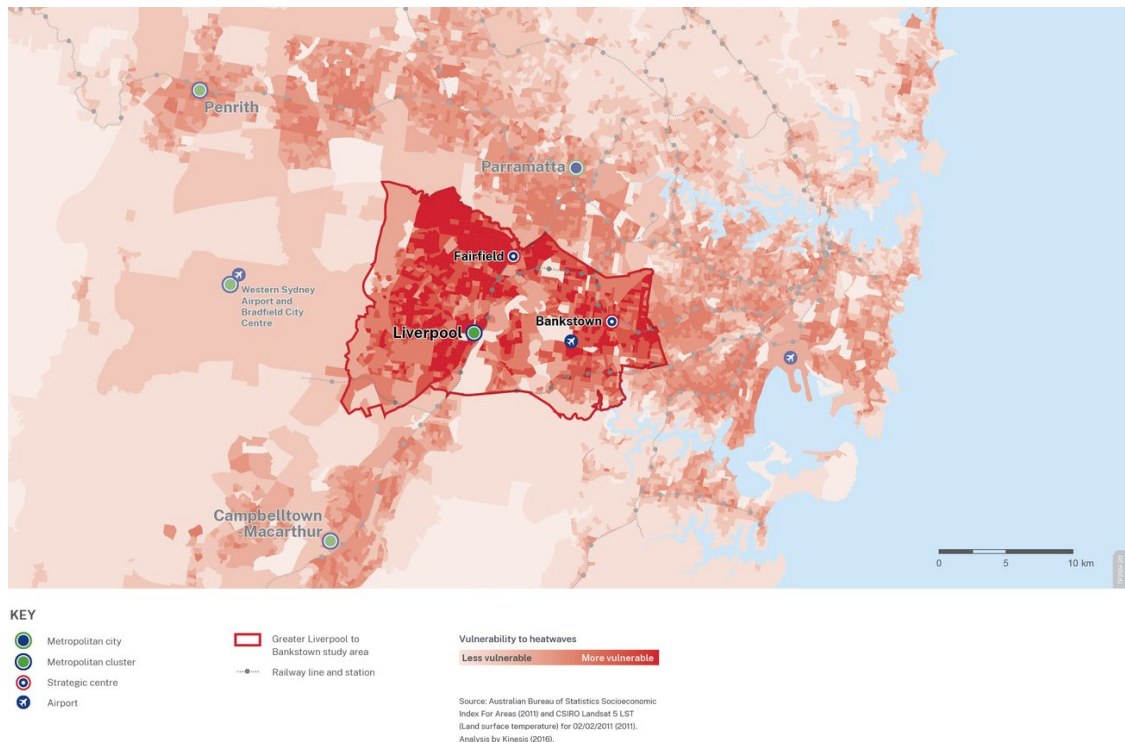 Penrith
Parramatta
Fairfield
Western Sydney
Airport and
Bradfield City
Centre
Liverpool
Bankstown
Campbelltown
-Macarthur
0 5 10 km
KEY
Metropolitan city
Metropolitan cluster
Strategic centre
Airport
Greater Liverpool to
Bankstown study area
Railway line and station
Vulnerability to heatwaves
Less vulnerable More vulnerable
Source: Australian Bureau of Statistics Socioeconomic
Index For Areas (2011) and CSIRO Landsat 5 LST
(Land surface temperature) for 02/02/2011 (2011).
Analysis by Kinesis (2016).